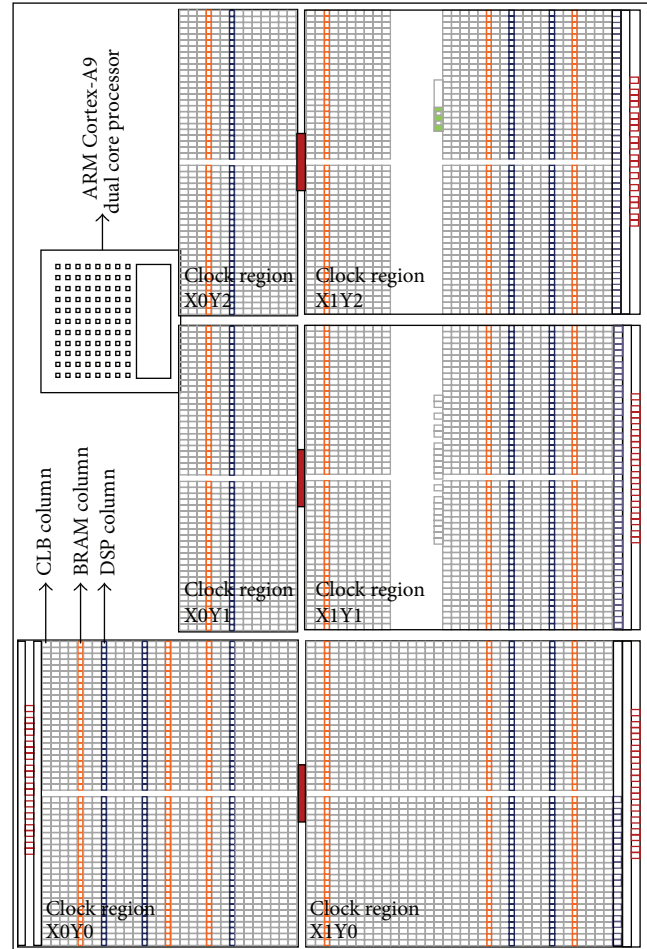 ARM Cortex-A9
dual core processor
Clock region
X0Y2
Clock region
X1Y2
CLB column
BRAM column
DSP column
Clock region
X0Y1
Clock region
X1Y1
Clock region
X0Y0
Clock region
X1Y0